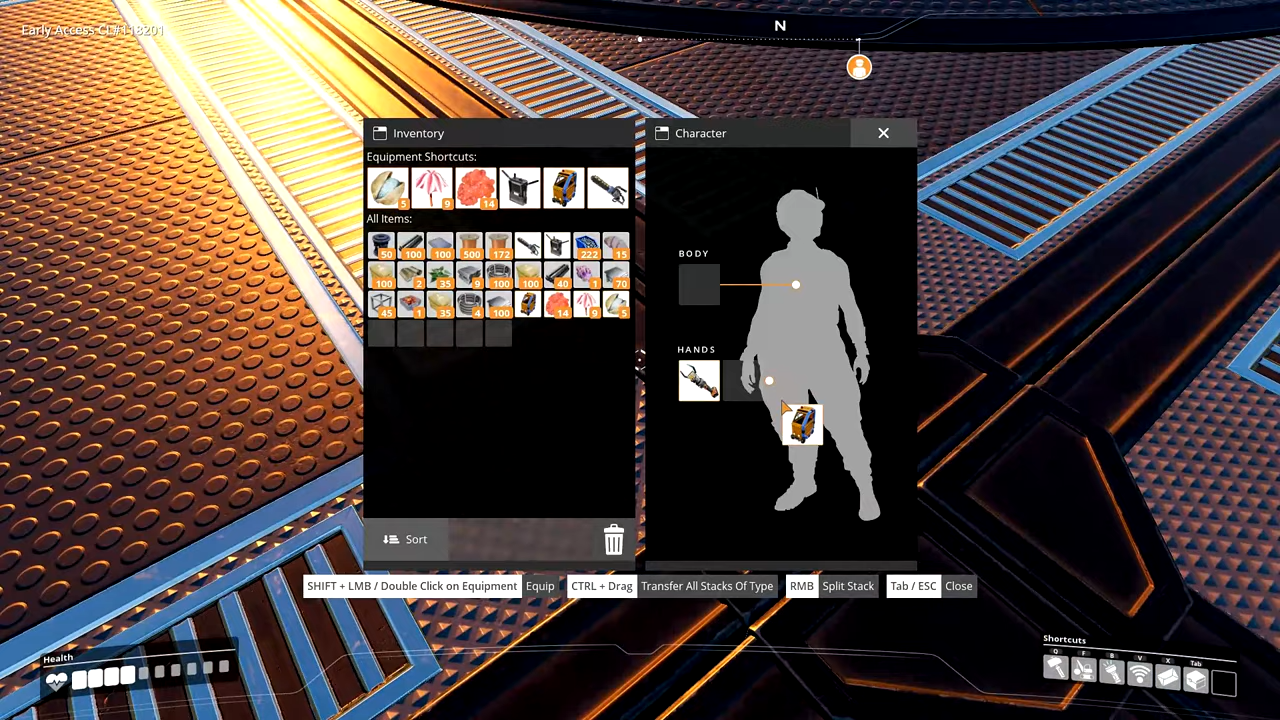 Early Access CL#118201
N
Inventory
Character
Equipment Shortcuts:
5 9 14
All Items:
50 100 100 500 172 222 15
100 2 35 9 100 100 40 1 70
45 1 35 4 100 14 9 5
BODY
HANDS
Sort
SHIFT + LMB / Double Click on Equipment Equip CTRL + Drag Transfer All Stacks Of Type RMB Split Stack Tab / ESC Close
Health
Shortcuts
Q F B V X Tab